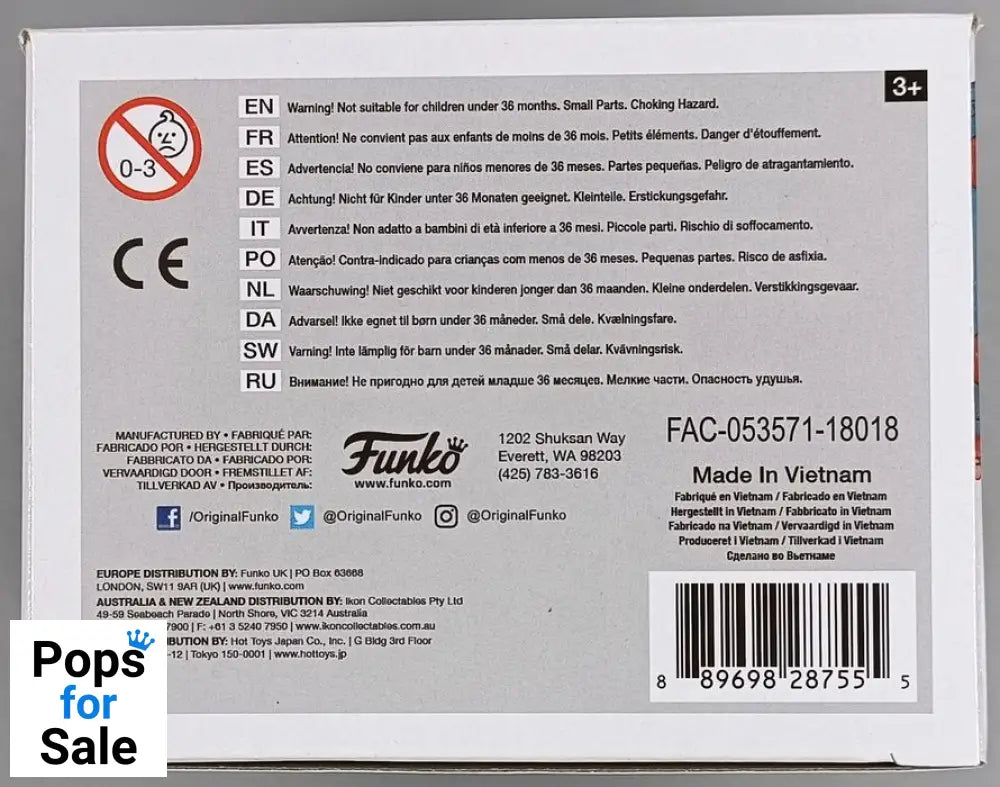 3+
0-3
CE
EN Warning! Not suitable for children under 36 months. Small Parts. Choking Hazard.
FR Attention! Ne convient pas aux enfants de moins de 36 mois. Petits éléments. Danger d'étouffement.
ES Advertencia! No conviene para niños menores de 36 meses. Partes pequeñas. Peligro de atragantamiento.
DE Achtung! Nicht für Kinder unter 36 Monaten geeignet. Kleinteile. Erstickungsgefahr.
IT Avvertenza! Non adatto a bambini di età inferiore a 36 mesi. Piccole parti. Rischio di soffocamento.
PO Atenção! Contra-indicado para crianças com menos de 36 meses. Pequenas partes. Risco de asfixia.
NL Waarschuwing! Niet geschikt voor kinderen jonger dan 36 maanden. Kleine onderdelen. Verstikkingsgevaar.
DA Advarsel! Ikke egnet til børn under 36 måneder. Små dele. Kvælningsfare.
SW Varning! Inte lämplig för barn under 36 månader. Små delar. Kvävningsrisk.
RU Внимание! Не пригодно для детей младше 36 месяцев. Мелкие части. Опасность удушья.
MANUFACTURED BY • FABRIQUÉ PAR:
FABRICADO POR • HERGESTELLT DURCH:
FABBRICATO DA • FABRICADO POR:
VERVAARDIGD DOOR • FREMSTILLET AF:
TILLVERKAD AV • Производитель:
Funko
www.funko.com
1202 Shuksan Way
Everett, WA 98203
(425) 783-3616
/OriginalFunko @OriginalFunko @OriginalFunko
FAC-053571-18018
Made In Vietnam
Fabriqué en Vietnam / Fabricado en Vietnam
Hergestellt in Vietnam / Fabbricato in Vietnam
Fabricado na Vietnam / Vervaardigd in Vietnam
Produceret i Vietnam / Tillverkad i Vietnam
Сделано во Вьетнаме
EUROPE DISTRIBUTION BY: Funko UK | PO Box 63668
LONDON, SW11 9AR (UK) | www.funko.com
AUSTRALIA & NEW ZEALAND DISTRIBUTION BY: Ikon Collectables Pty Ltd
49-59 Seabeach Parade | North Shore, VIC 3214 Australia
7900 | F: +61 3 5240 7950 | www.ikoncollectables.com.au
IBUTION BY: Hot Toys Japan Co., Inc. | G Bldg 3rd Floor
-12 | Tokyo 150-0001 | www.hottoys.jp
8 89698 28755 5
Pops
for
Sale